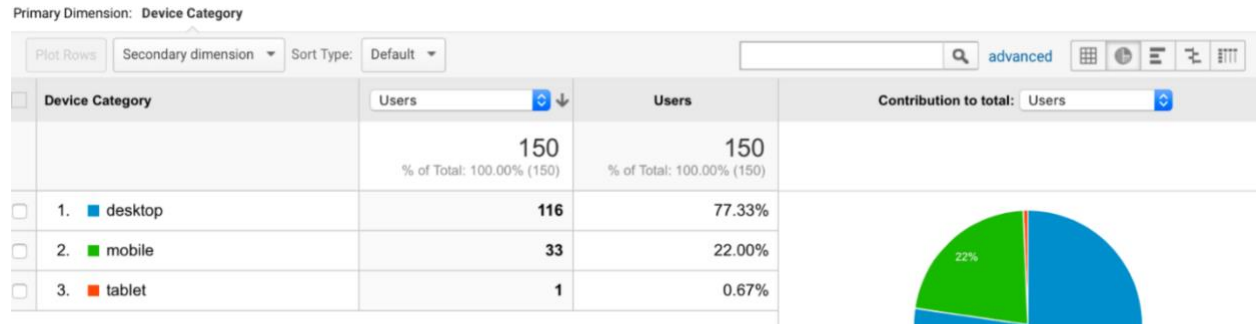 Primary Dimension: Device Category
Plot Rows Secondary dimension Sort Type: Default advanced
Device Category Users Users Contribution to total: Users
150 150
% of Total: 100.00% (150) % of Total: 100.00% (150)
1. desktop 116 77.33%
2. mobile 33 22.00%
22%
3. tablet 1 0.67%